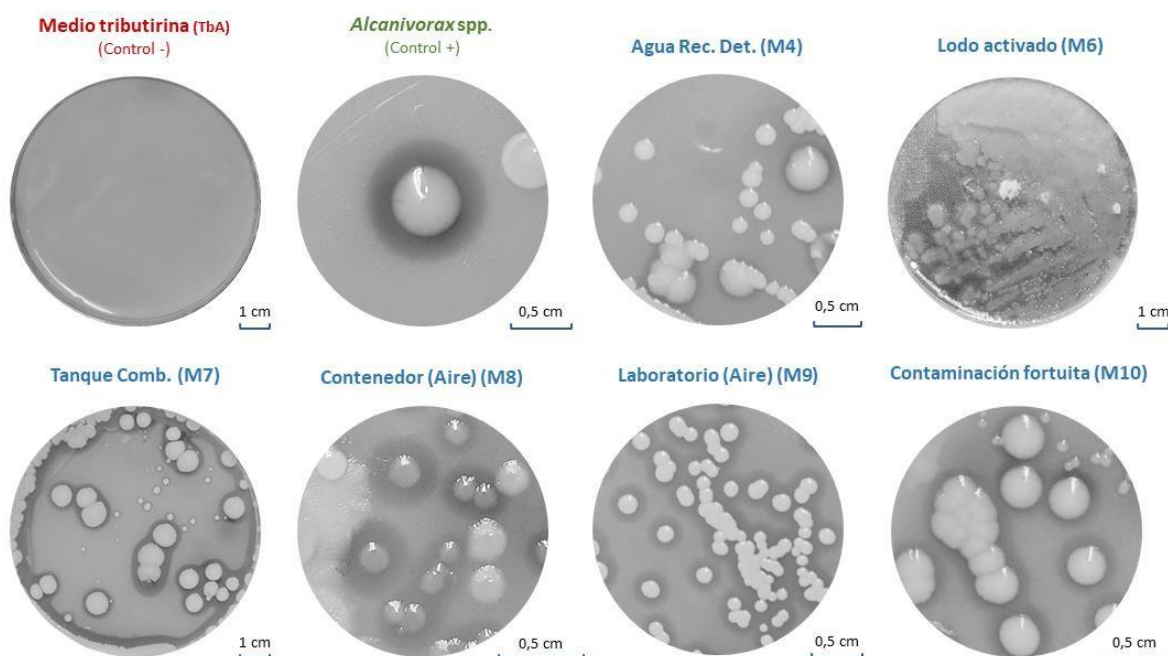 Medio tributirina (TbA)
(Control -)
Alcanivorax spp.
(Control +)
Agua Rec. Det. (M4)
Lodo activado (M6)
1 cm
0,5 cm
0,5 cm
1 cm
Tanque Comb. (M7)
Contenedor (Aire) (M8)
Laboratorio (Aire) (M9)
Contaminación fortuita (M10)
1 cm
0,5 cm
0,5 cm
0,5 cm